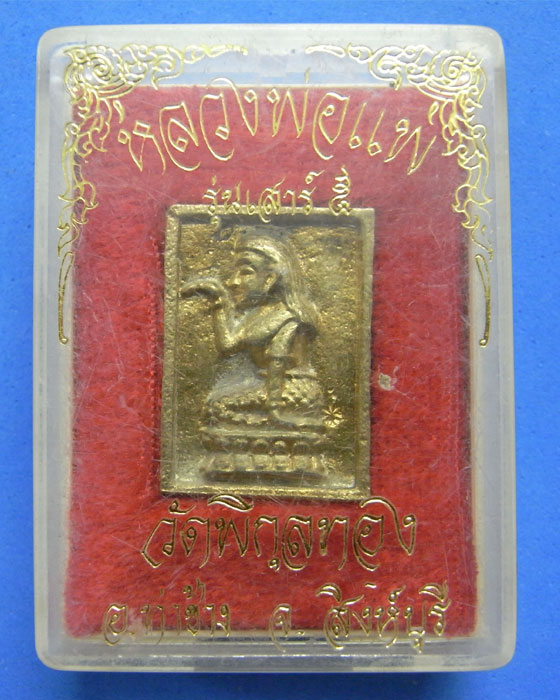 หลวงพ่อแพ
รุ่นเสาร์ ๕
วัดพิกุลทอง
อ.ท่าช้าง จ. สิงห์บุรี